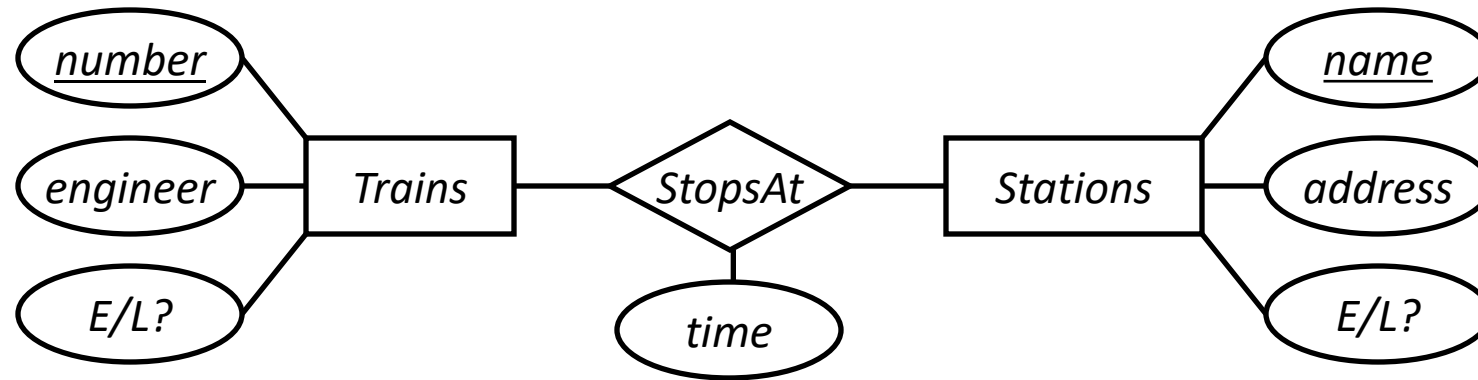 number
name
engineer
Trains
StopsAt
Stations
address
E/L?
time
E/L?